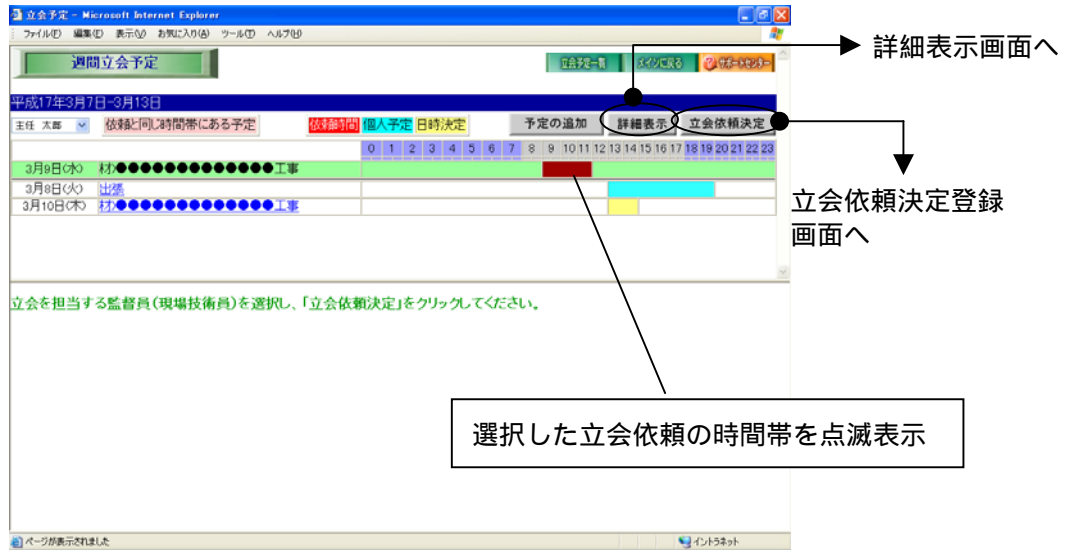 立会予定 - Microsoft Internet Explorer
ファイル(F) 編集(E) 表示(V) お気に入り(A) ツール(T) ヘルプ(H)
週間立会予定
立会予定一覧 メインに戻る サポートセンター
詳細表示画面へ
平成17年3月7日-3月13日
主任 太郎 依頼と同じ時間帯にある予定 依頼時間 個人予定 日時決定 予定の追加 詳細表示 立会依頼決定
0 1 2 3 4 5 6 7 8 9 10 11 12 13 14 15 16 17 18 19 20 21 22 23
3月9日(水) 材)●●●●●●●●●●●●●工事
3月8日(火) 出張
3月10日(木) 材)●●●●●●●●●●●●●工事
立会依頼決定登録
画面へ
立会を担当する監督員(現場技術員)を選択し、「立会依頼決定」をクリックしてください。
選択した立会依頼の時間帯を点滅表示
ページが表示されました イントラネット